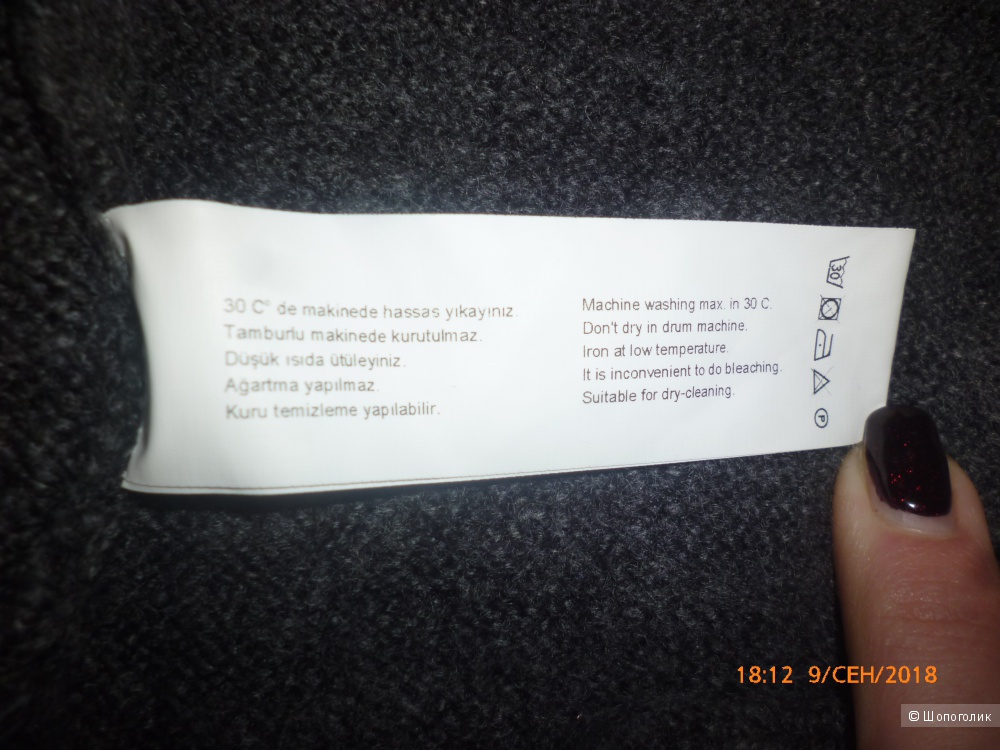 30 C° de makinede hassas yıkayınız.
Tamburlu makinede kurutulmaz.
Düşük ısıda ütüleyiniz.
Ağartma yapılmaz.
Kuru temizleme yapılabilir.
Machine washing max. in 30 C.
Don't dry in drum machine.
Iron at low temperature.
It is inconvenient to do bleaching.
Suitable for dry-cleaning.
30
P
18:12 9/СЕН/2018
© Шопоголик